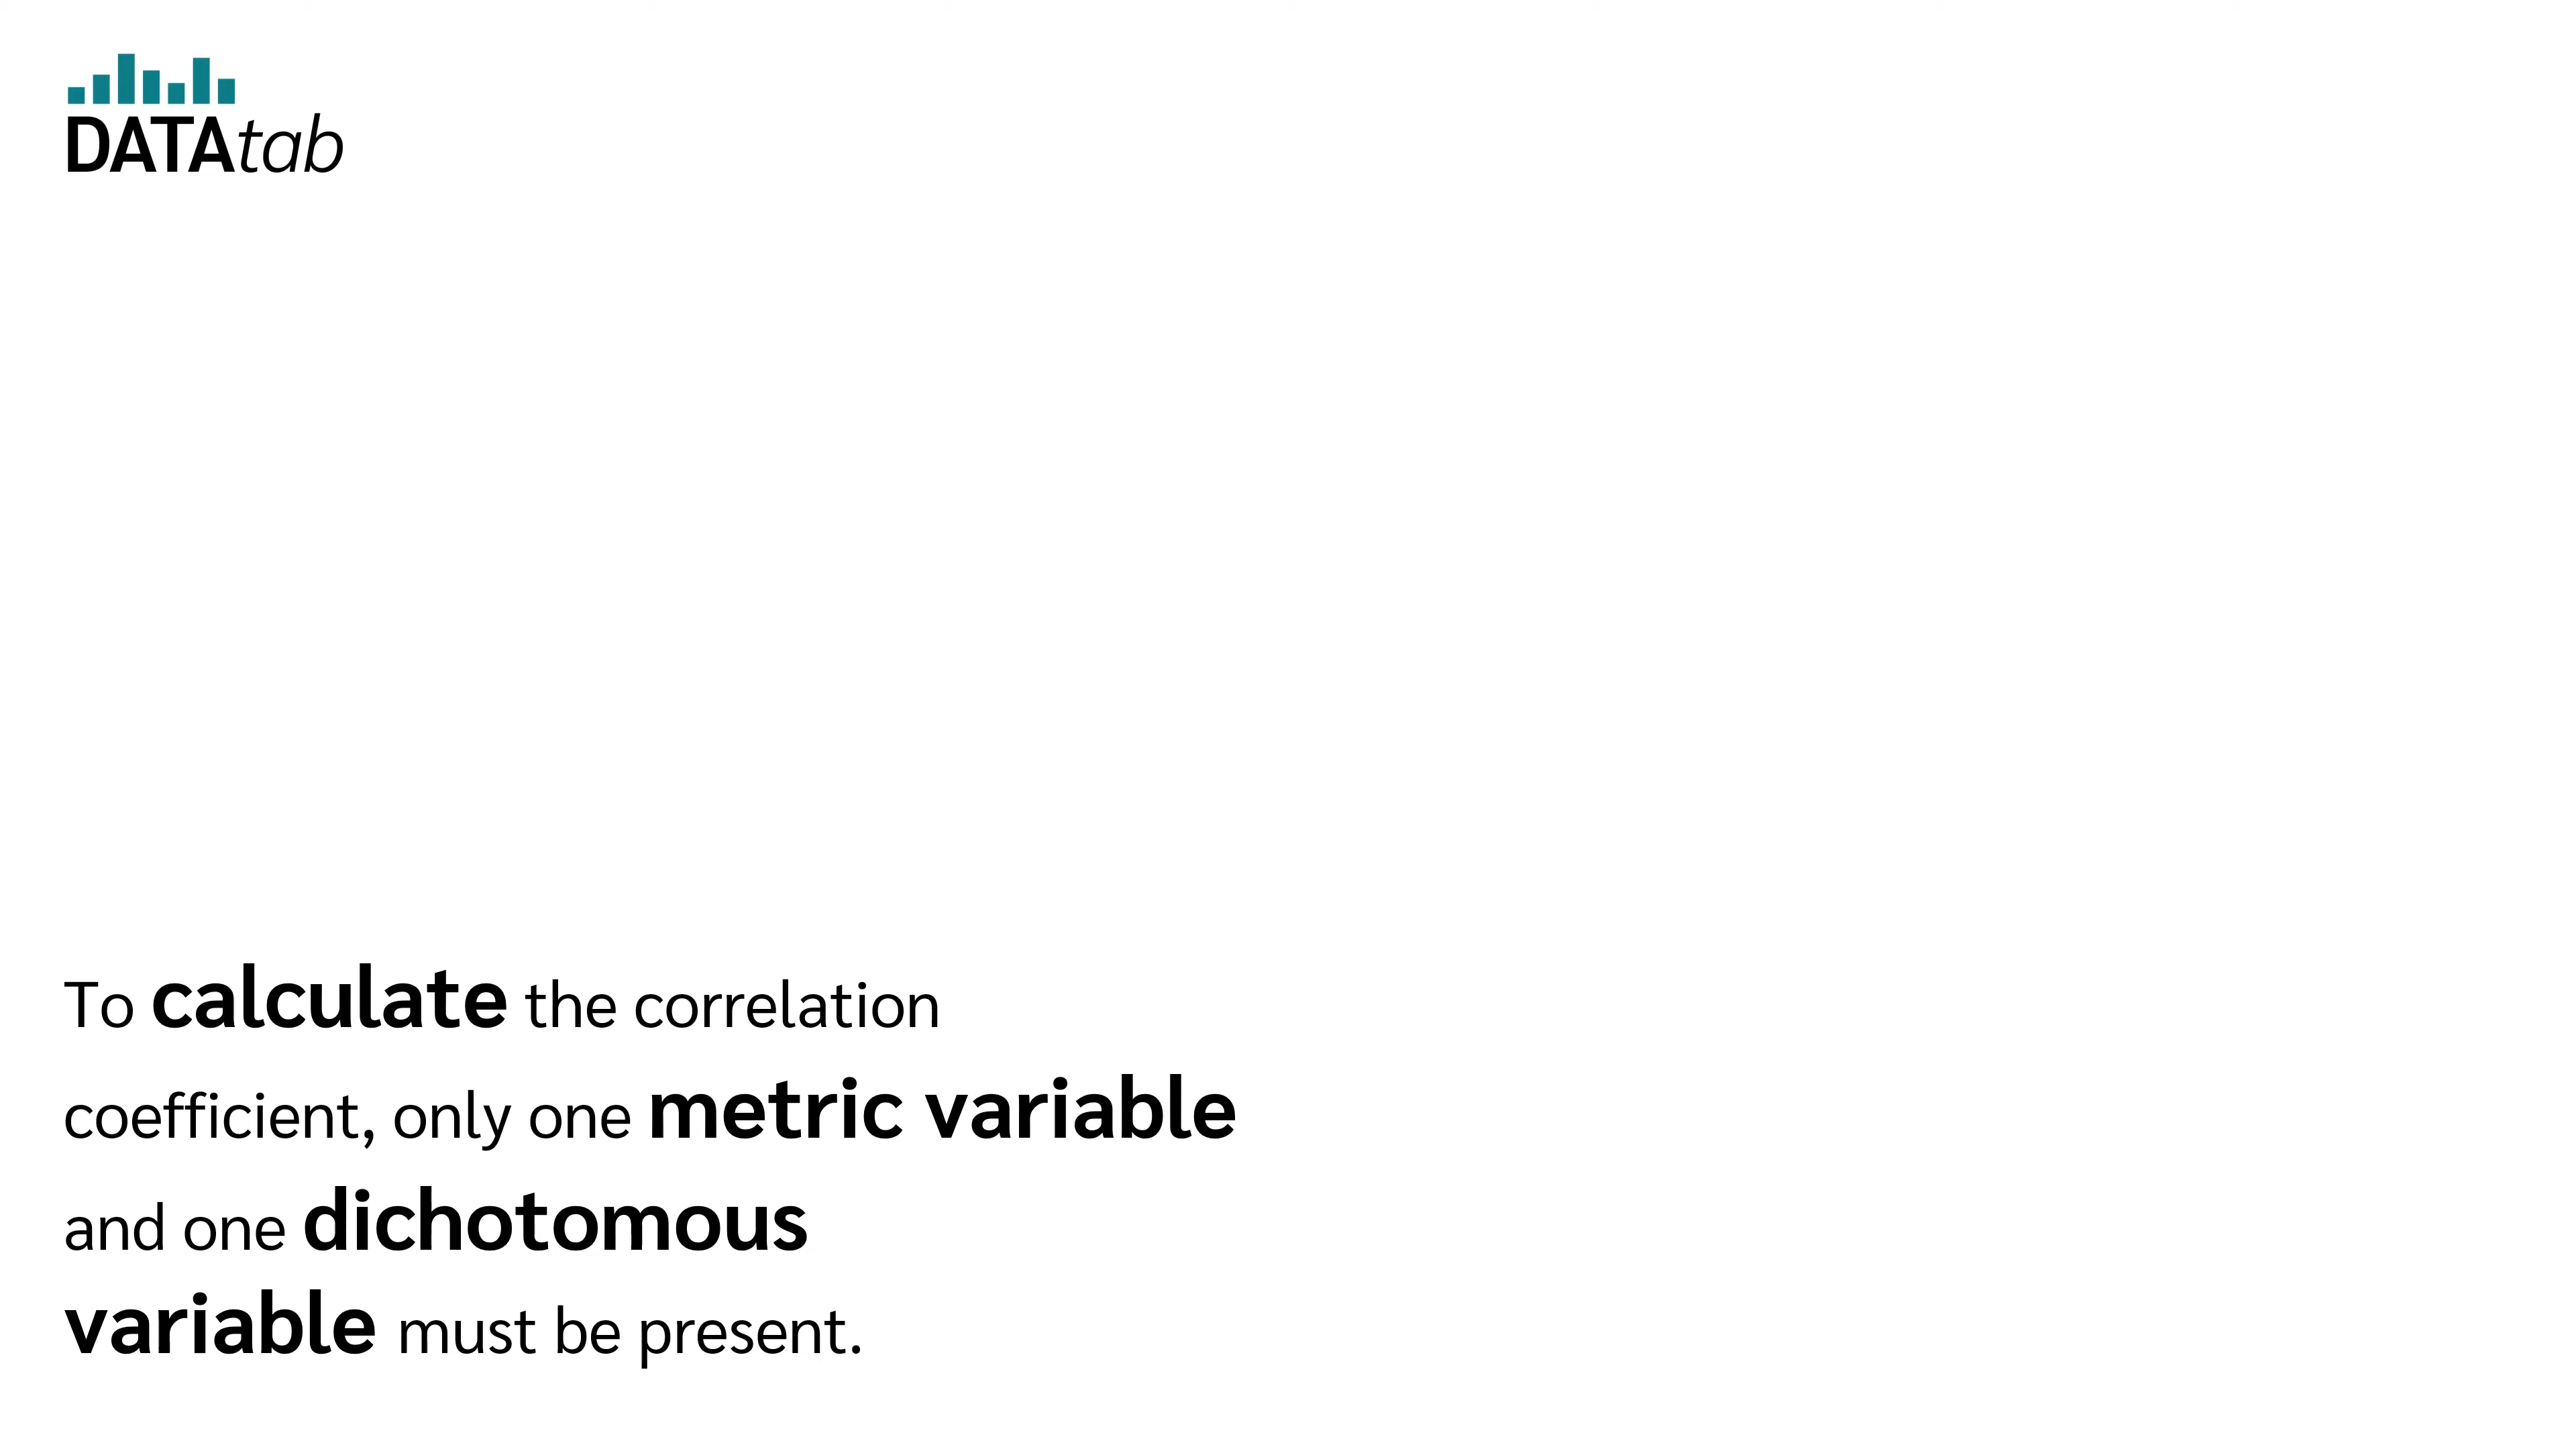 DATAtab
To calculate the correlation
coefficient, only one metric variable
and one dichotomous
variable must be present.